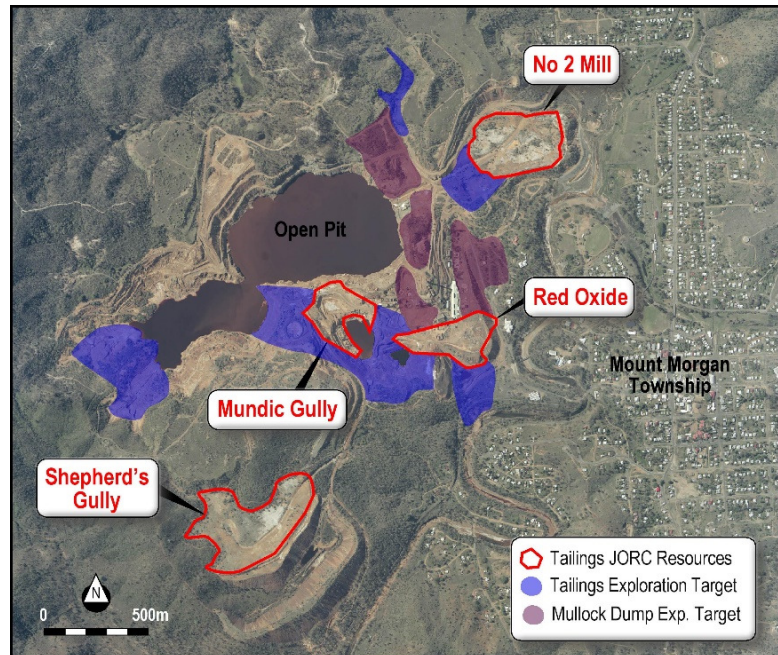 No 2 Mill
Open Pit
Red Oxide
Mount Morgan
Township
Mundic Gully
Shepherd's
Gully
N
0 500m
Tailings JORC Resources
Tailings Exploration Target
Mullock Dump Exp. Target